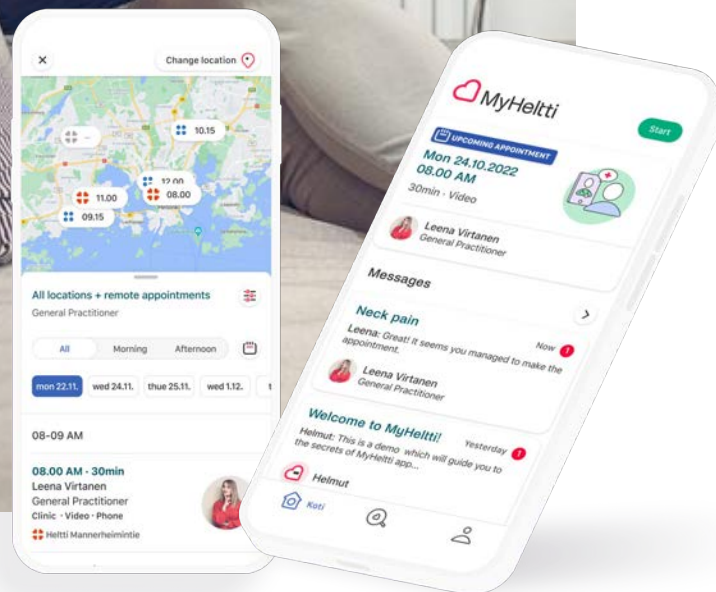 Change location
10.15
12.00
11.00
08.00
09.15
All locations + remote appointments
General Practitioner
All
Morning
Afternoon
mon 22.11.
wed 24.11.
thue 25.11.
wed 1.12.
t
08-09 AM
08.00 AM - 30min
Leena Virtanen
General Practitioner
Clinic - Video - Phone
Heltti Mannerheimintie
MyHeltti
Start
UPCOMING APPOINTMENT
Mon 24.10.2022
08.00 AM
30min - Video
Leena Virtanen
General Practitioner
Messages
Neck pain
Now 1
Leena: Great! It seems you managed to make the
appointment.
Leena Virtanen
General Practitioner
Welcome to MyHeltti!
Yesterday 1
Helmut: This is a demo which will guide you to
the secrets of MyHeltti app...
Helmut
Koti